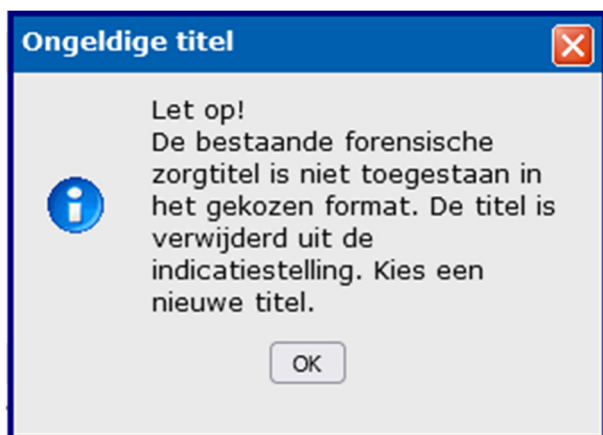 Ongeldige titel
Let op!
De bestaande forensische
zorgtitel is niet toegestaan in
het gekozen format. De titel is
verwijderd uit de
indicatiestelling. Kies een
nieuwe titel.
OK